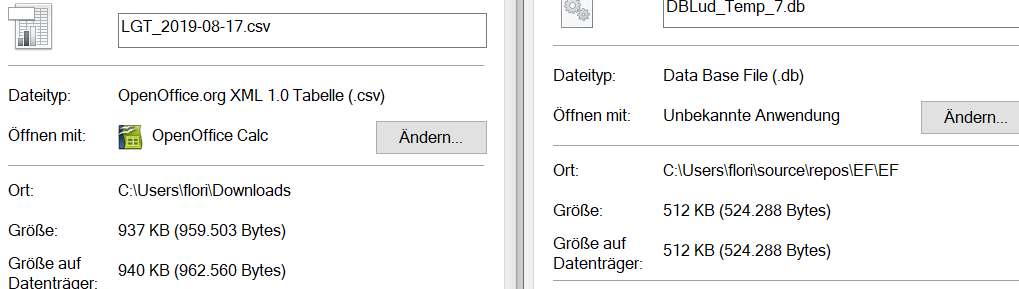 LGT_2019-08-17.csv
Dateityp: OpenOffice.org XML 1.0 Tabelle (.csv)
Öffnen mit: OpenOffice Calc Ändern...
Ort: C:\Users\flori\Downloads
Größe: 937 KB (959.503 Bytes)
Größe auf
Datenträger: 940 KB (962.560 Bytes)
DBLud_Temp_7.db
Dateityp: Data Base File (.db)
Öffnen mit: Unbekannte Anwendung Ändern...
Ort: C:\Users\flori\source\repos\EF\EF
Größe: 512 KB (524.288 Bytes)
Größe auf
Datenträger: 512 KB (524.288 Bytes)